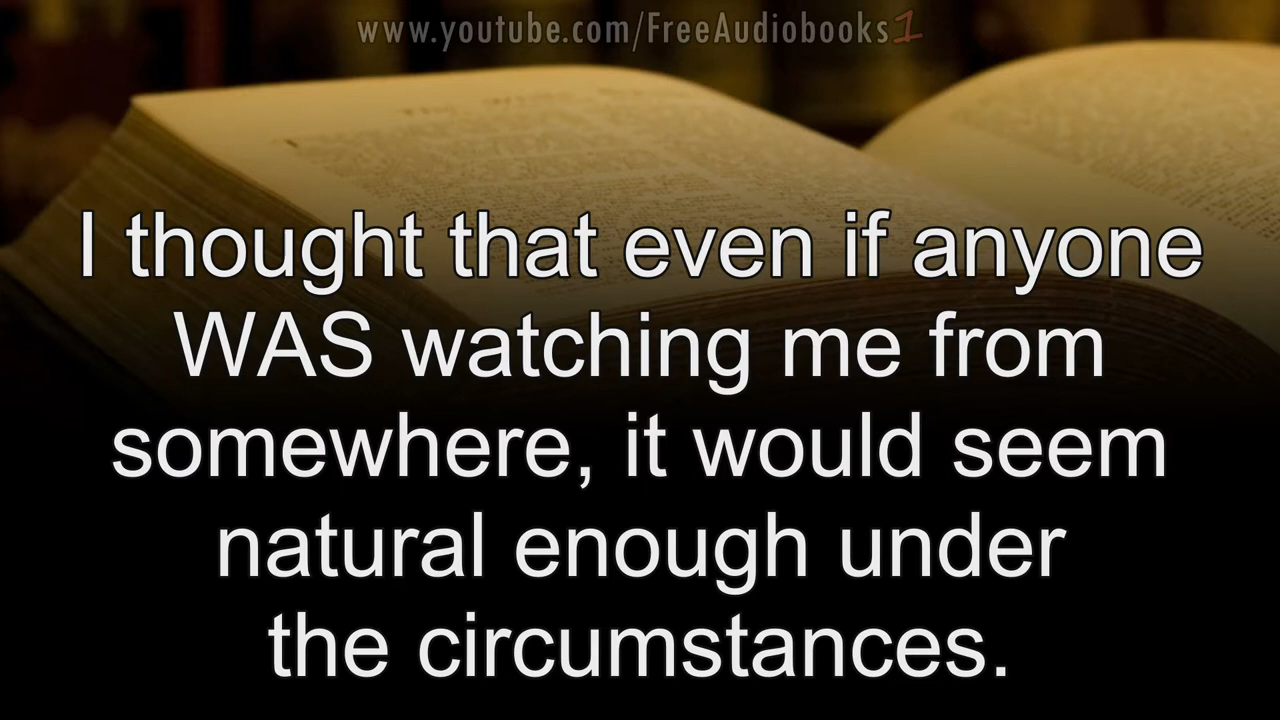 www.youtube.com/FreeAudiobooks1
I thought that even if anyone
WAS watching me from
somewhere, it would seem
natural enough under
the circumstances.